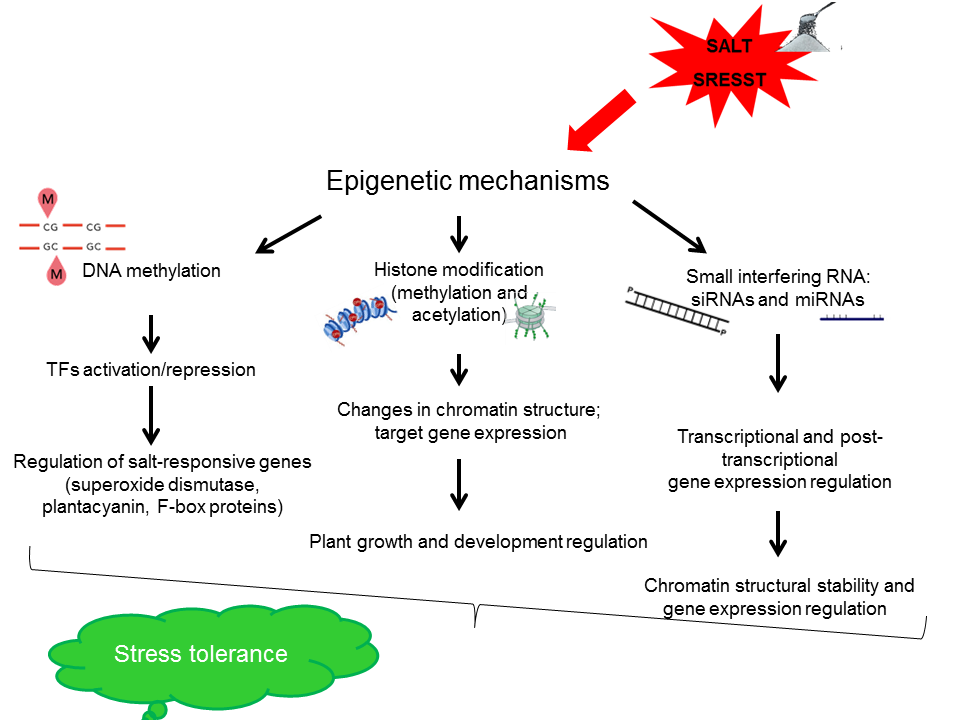 SALT
SRESST
Epigenetic mechanisms
M
CG CG
GC GC
M
DNA methylation
TFs activation/repression
Regulation of salt-responsive genes
(superoxide dismutase,
plantacyanin, F-box proteins)
Histone modification
(methylation and
acetylation)
Changes in chromatin structure;
target gene expression
Plant growth and development regulation
Small interfering RNA:
siRNAs and miRNAs
P
P
Transcriptional and post-
transcriptional
gene expression regulation
Chromatin structural stability and
gene expression regulation
Stress tolerance